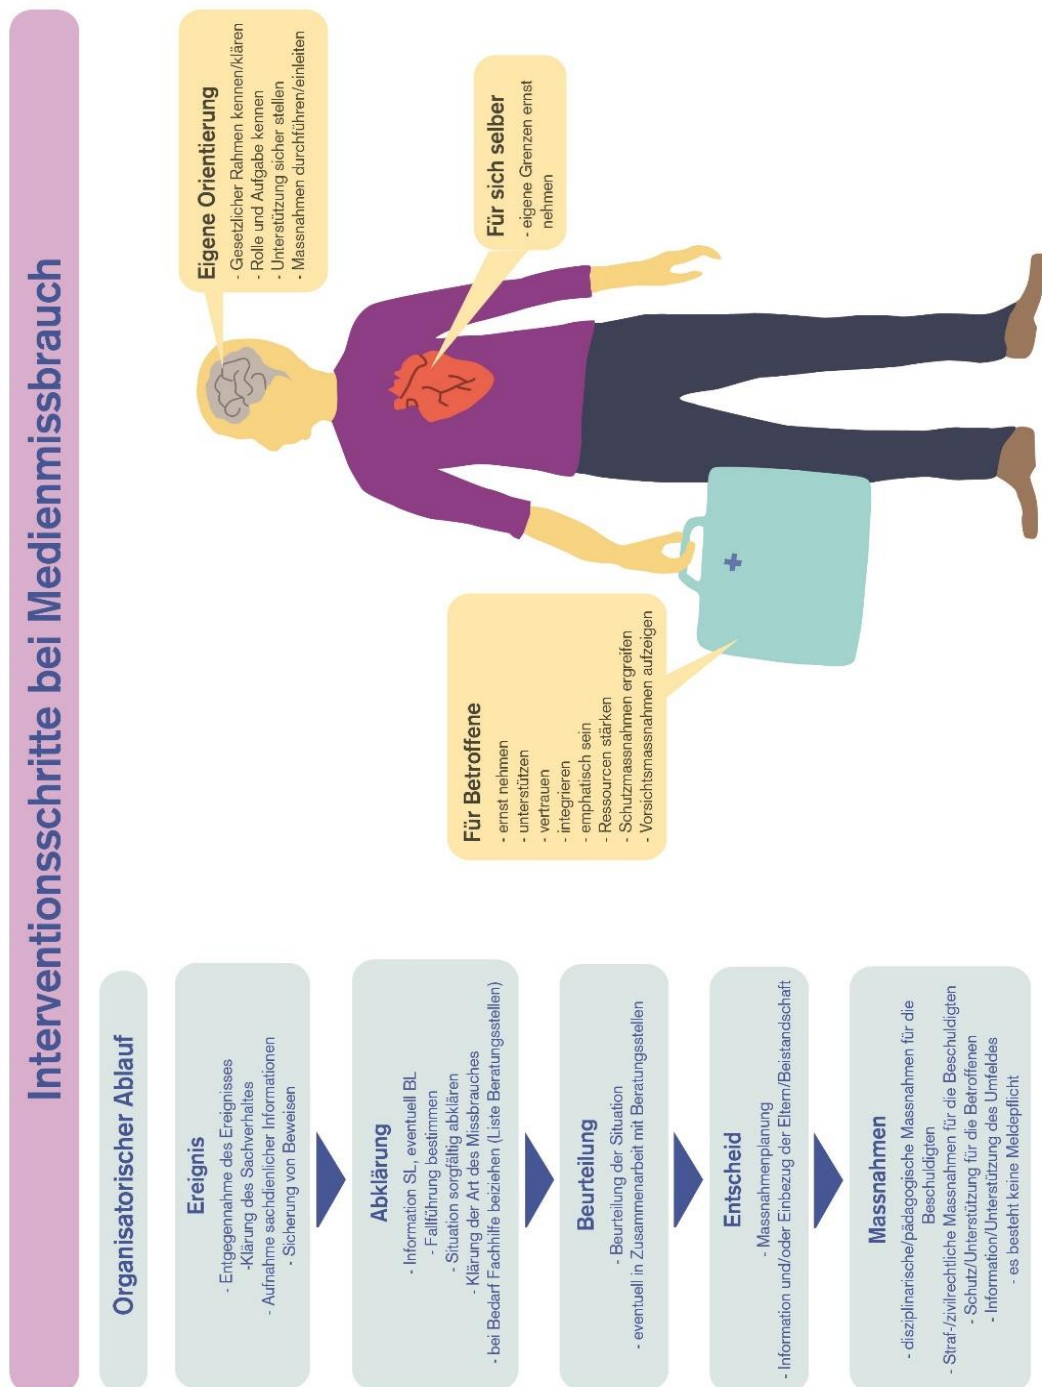 Interventionsschritte bei Medienmissbrauch
Organisatorischer Ablauf
Ereignis
- Entgegennahme des Ereignisses
-Klärung des Sachverhaltes
- Aufnahme sachdienlicher Informationen
- Sicherung von Beweisen
Abklärung
- Information SL, eventuell BL
- Fallführung bestimmen
- Situation sorgfältig abklären
- Klärung der Art des Missbrauches
- bei Bedarf Fachhilfe beiziehen (Liste Beratungsstellen)
Beurteilung
- Beurteilung der Situation
- eventuell in Zusammenarbeit mit Beratungsstellen
Entscheid
- Massnahmenplanung
- Information und/oder Einbezug der Eltern/Beistandschaft
Massnahmen
- disziplinarische/pädagogische Massnahmen für die
Beschuldigten
- Straf-/zivilrechtliche Massnahmen für die Beschuldigten
- Schutz/Unterstützung für die Betroffenen
- Information/Unterstützung des Umfeldes
- es besteht keine Meldepflicht
Für Betroffene
- ernst nehmen
- unterstützen
- vertrauen
- integrieren
- emphatisch sein
- Ressourcen stärken
- Schutzmassnahmen ergreifen
- Vorsichtsmassnahmen aufzeigen
Eigene Orientierung
- Gesetzlicher Rahmen kennen/klären
- Rolle und Aufgabe kennen
- Unterstützung sicher stellen
- Massnahmen durchführen/einleiten
Für sich selber
- eigene Grenzen ernst
nehmen